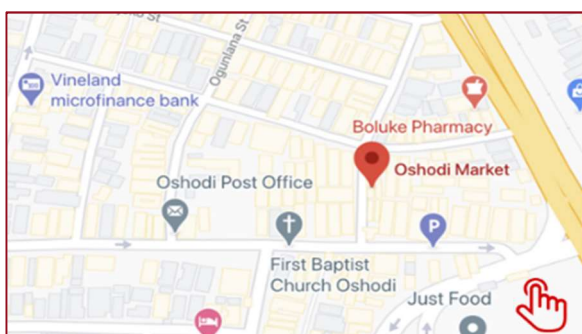 Ogunlana St
Vineland
microfinance bank
Boluke Pharmacy
Oshodi Market
Oshodi Post Office
P
First Baptist
Church Oshodi
Just Food